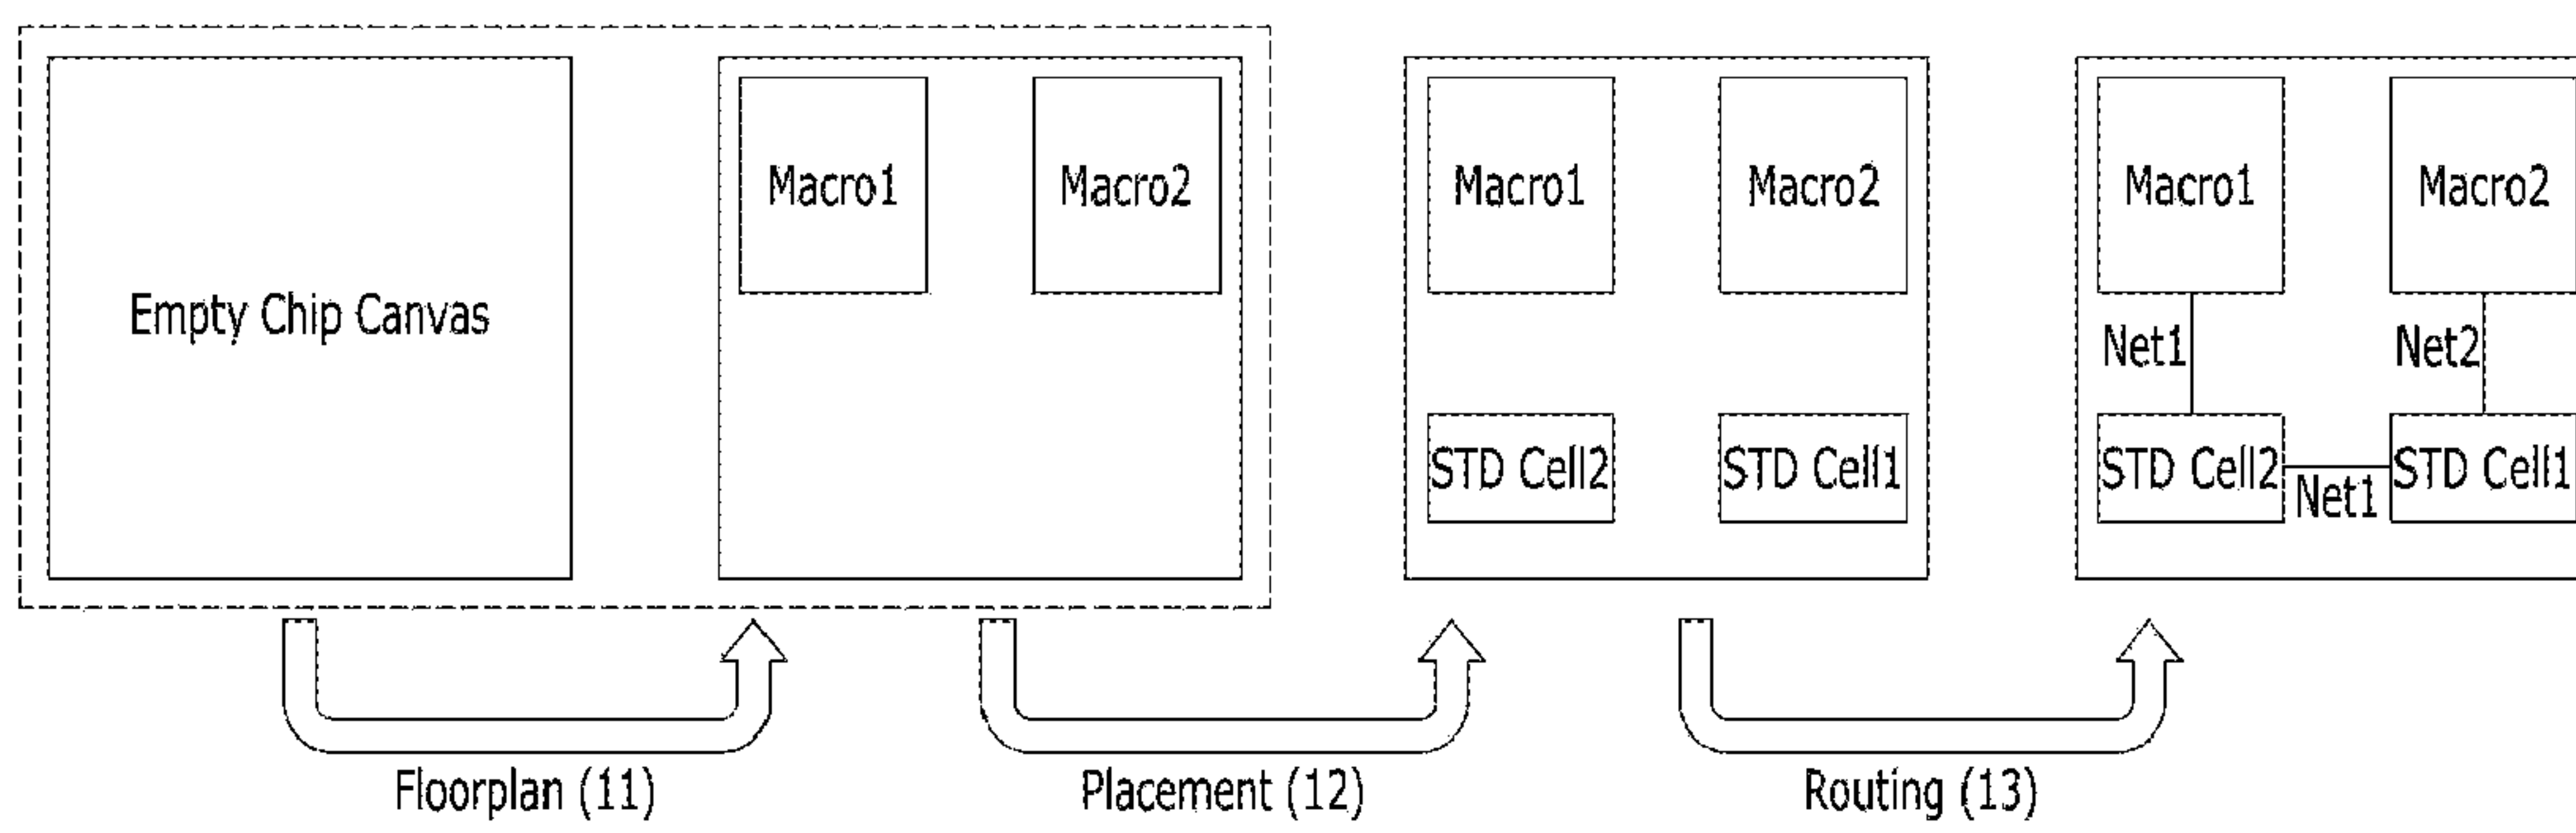 Empty Chip Canvas
Macro1
Macro2
Macro1
Macro2
STD Cell2
STD Cell1
Macro1
Macro2
Net1
Net2
STD Cell2
Net1
STD Cell1
Floorplan (11)
Placement (12)
Routing (13)